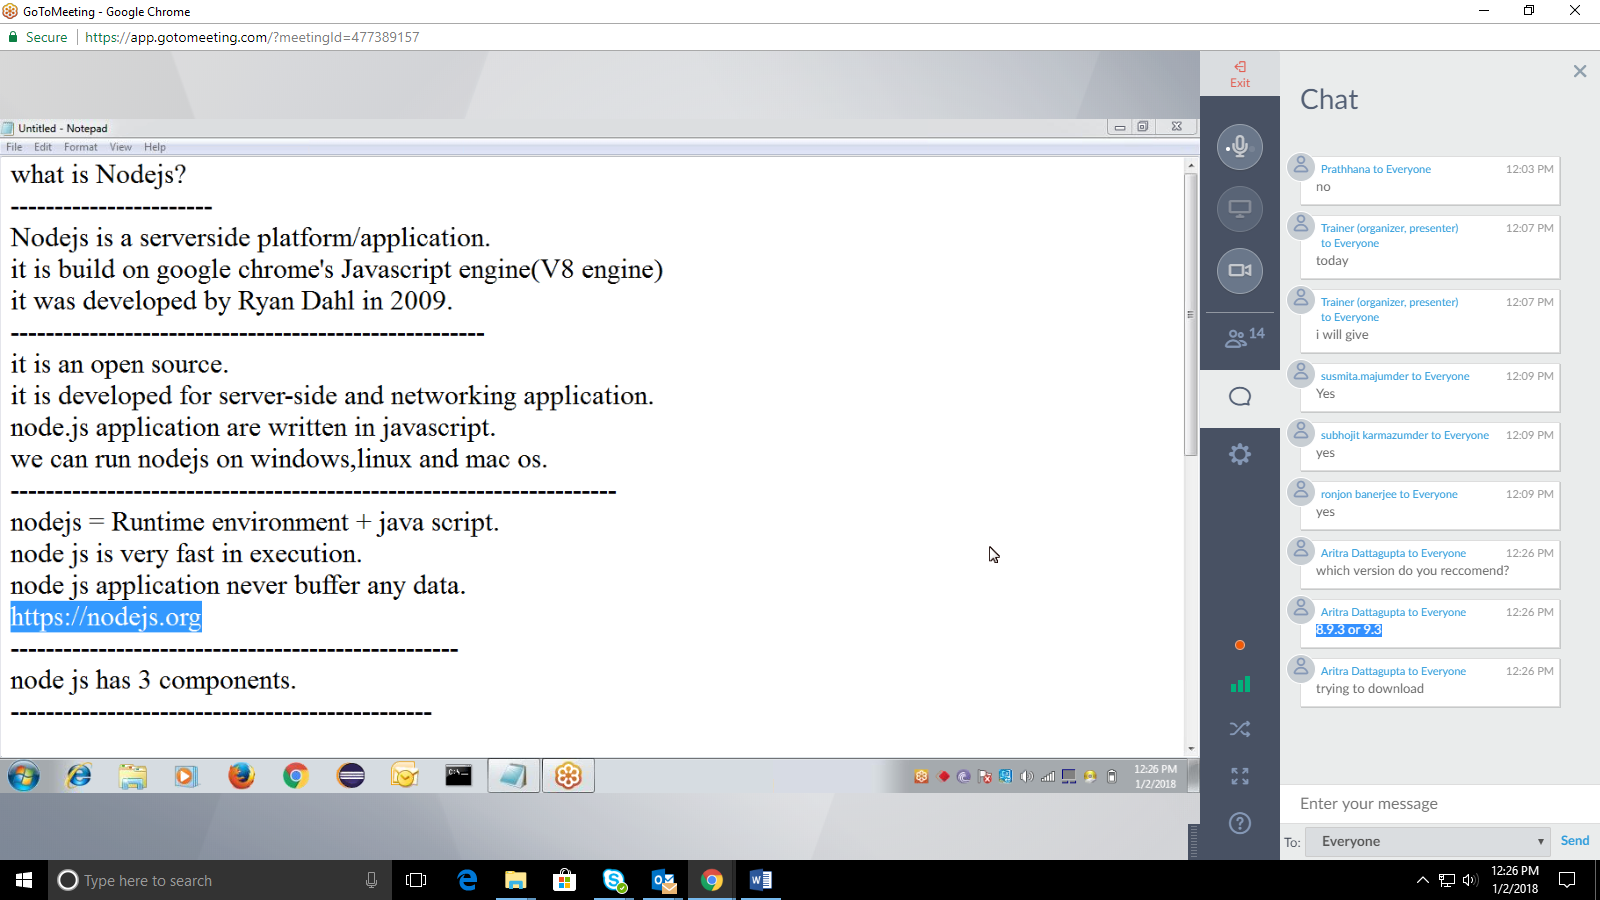 GoToMeeting - Google Chrome
Secure
https://app.gotomeeting.com/?meetingId=477389157
Untitled - Notepad
File Edit Format View Help
what is Nodejs?
-----------------------
Nodejs is a serverside platform/application.
it is build on google chrome's Javascript engine(V8 engine)
it was developed by Ryan Dahl in 2009.
------------------------------------------------------
it is an open source.
it is developed for server-side and networking application.
node.js application are written in javascript.
we can run nodejs on windows,linux and mac os.
---------------------------------------------------------------------
nodejs = Runtime environment + java script.
node js is very fast in execution.
node js application never buffer any data.
https://nodejs.org
---------------------------------------------------
node js has 3 components.
------------------------------------------------
12:26 PM
1/2/2018
Exit
14
Chat
Prathhana to Everyone 12:03 PM
no
Trainer (organizer, presenter) 12:07 PM
to Everyone
today
Trainer (organizer, presenter) 12:07 PM
to Everyone
i will give
susmita.majumder to Everyone 12:09 PM
Yes
subhojit karmazumder to Everyone 12:09 PM
yes
ronjon banerjee to Everyone 12:09 PM
yes
Aritra Dattagupta to Everyone 12:26 PM
which version do you reccomend?
Aritra Dattagupta to Everyone 12:26 PM
8.9.3 or 9.3
Aritra Dattagupta to Everyone 12:26 PM
trying to download
Enter your message
To: Everyone Send
Type here to search
12:26 PM
1/2/2018